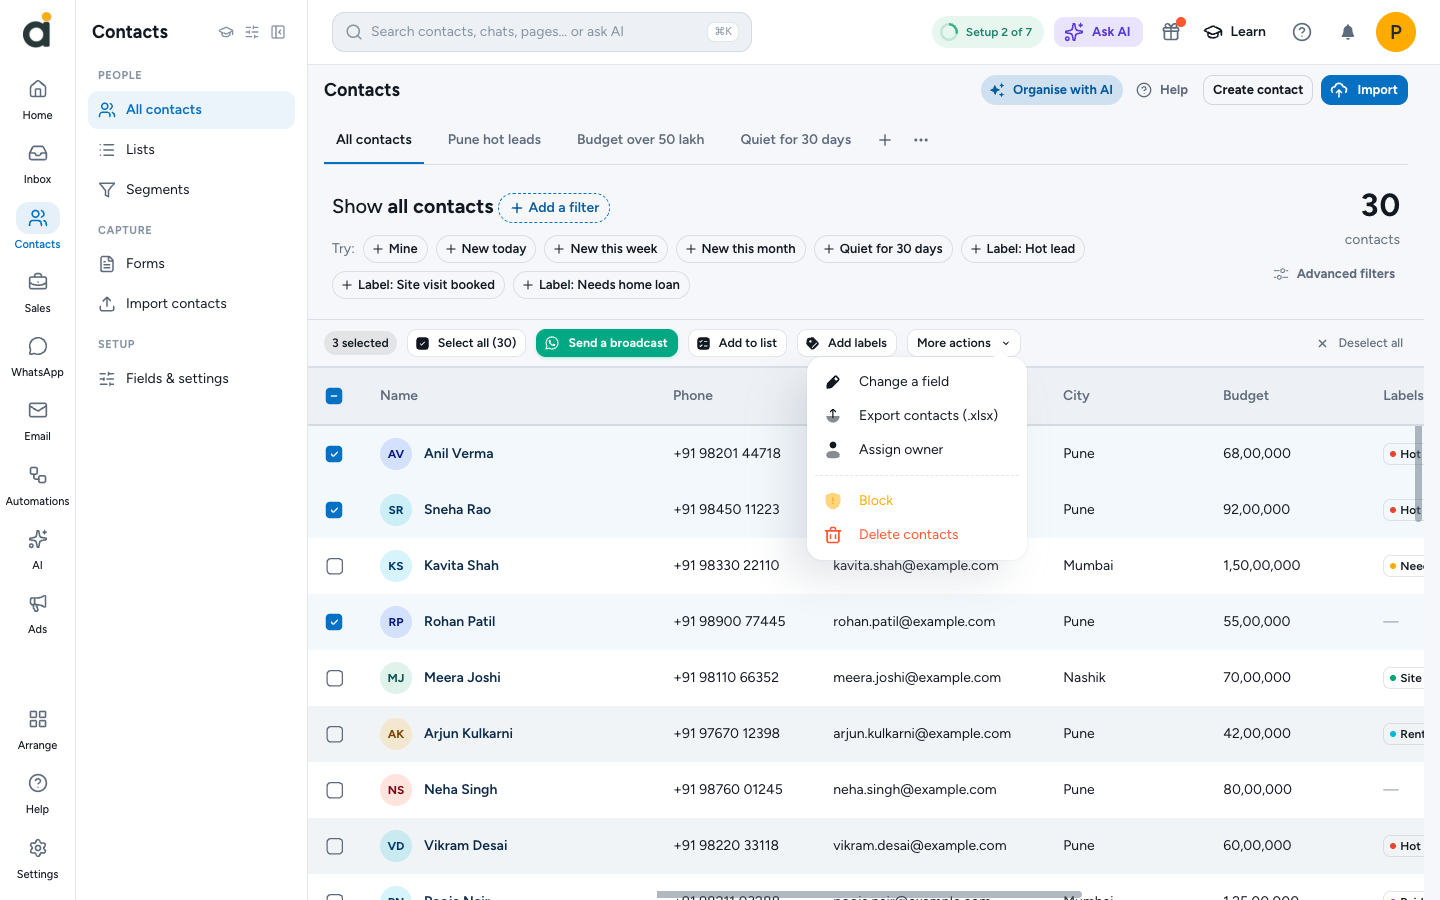 Contacts
Search contacts, chats, pages... or ask AI
⌘K
Setup 2 of 7
Ask AI
Learn
P
Home
Inbox
Contacts
Sales
WhatsApp
Email
Automations
AI
Ads
Arrange
Help
Settings
PEOPLE
All contacts
Lists
Segments
CAPTURE
Forms
Import contacts
SETUP
Fields & settings
Contacts
Organise with AI
Help
Create contact
Import
All contacts
Pune hot leads
Budget over 50 lakh
Quiet for 30 days
Show all contacts
Add a filter
30
contacts
Try:
Mine
New today
New this week
New this month
Quiet for 30 days
Label: Hot lead
Label: Site visit booked
Label: Needs home loan
Advanced filters
3 selected
Select all (30)
Send a broadcast
Add to list
Add labels
More actions
Deselect all
Change a field
Export contacts (.xlsx)
Assign owner
Block
Delete contacts
Name Phone City Budget Labels
AV Anil Verma +91 98201 44718 Pune 68,00,000 Hot
SR Sneha Rao +91 98450 11223 Pune 92,00,000 Hot
KS Kavita Shah +91 98330 22110 kavita.shah@example.com Mumbai 1,50,00,000
RP Rohan Patil +91 98900 77445 rohan.patil@example.com Pune 55,00,000 —
MJ Meera Joshi +91 98110 66352 meera.joshi@example.com Nashik 70,00,000 Site
AK Arjun Kulkarni +91 97670 12398 arjun.kulkarni@example.com Pune 42,00,000 Rent
NS Neha Singh +91 98760 01245 neha.singh@example.com Pune 80,00,000 —
VD Vikram Desai +91 98220 33118 vikram.desai@example.com Pune 60,00,000 Hot